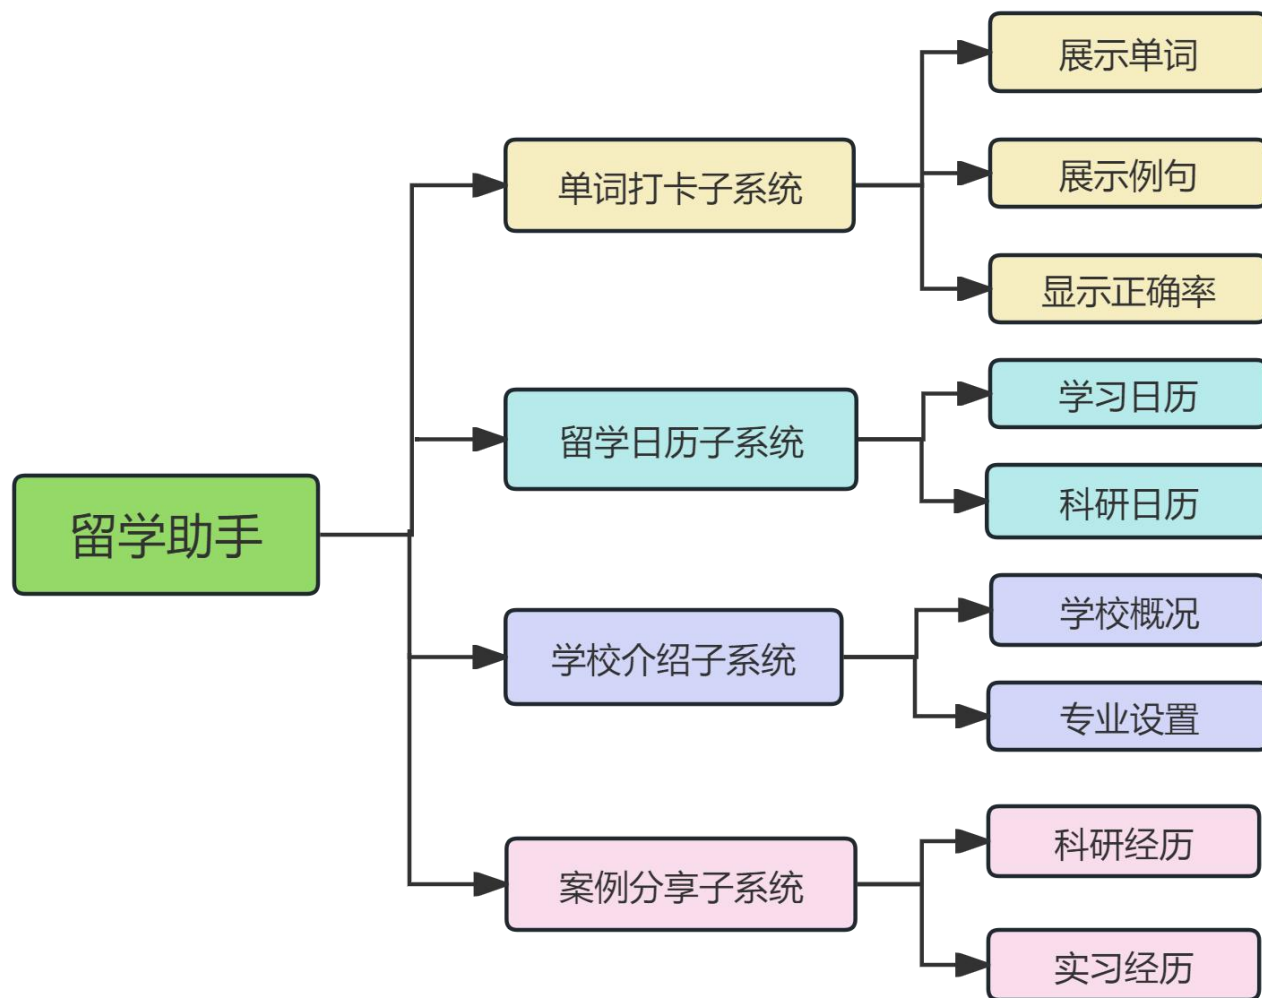 留学助手
单词打卡子系统
展示单词
展示例句
显示正确率
留学日历子系统
学习日历
科研日历
学校介绍子系统
学校概况
专业设置
案例分享子系统
科研经历
实习经历